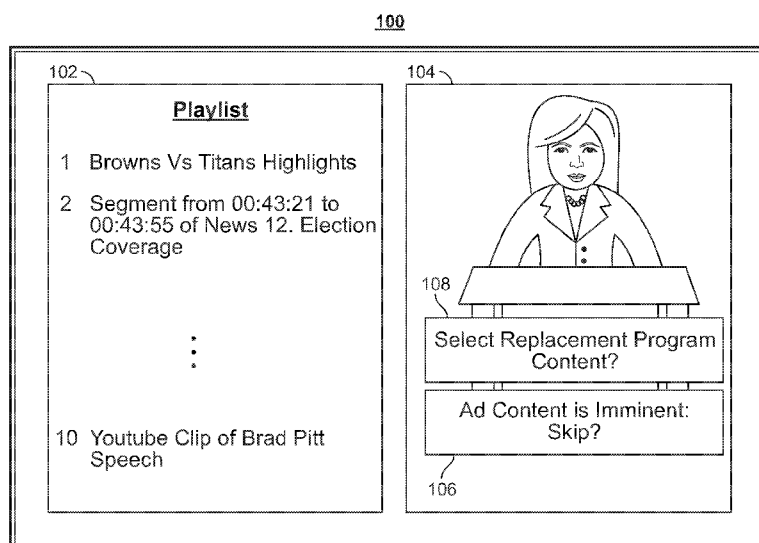 100
102
Playlist
1 Browns Vs Titans Highlights
2 Segment from 00:43:21 to
00:43:55 of News 12. Election
Coverage
10 Youtube Clip of Brad Pitt
Speech
104
108
Select Replacement Program
Content?
Ad Content is Imminent:
Skip?
106